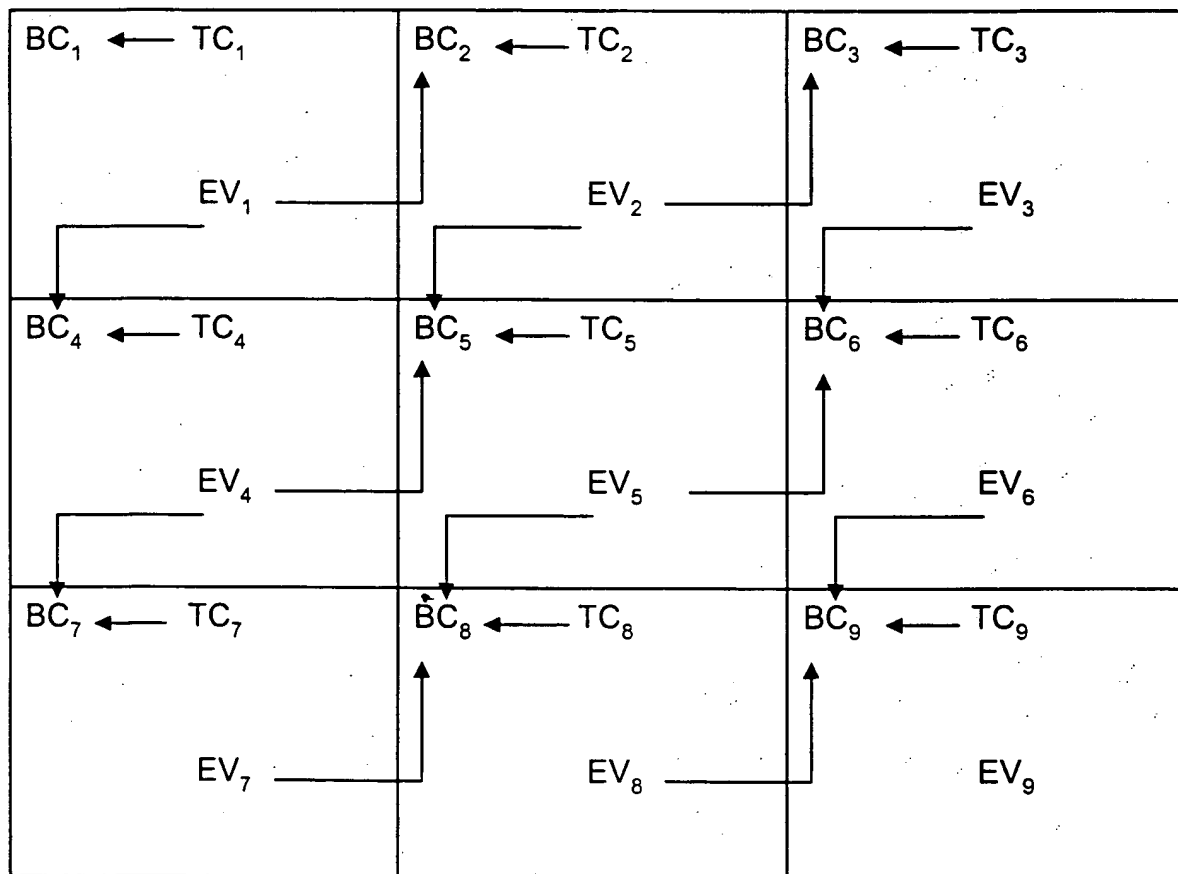 BC₁ TC₁ BC₂ TC₂ BC₃ TC₃
EV₁ EV₂ EV₃
BC₄ TC₄ BC₅ TC₅ BC₆ TC₆
EV₄ EV₅ EV₆
BC₇ TC₇ BC₈ TC₈ BC₉ TC₉
EV₇ EV₈ EV₉